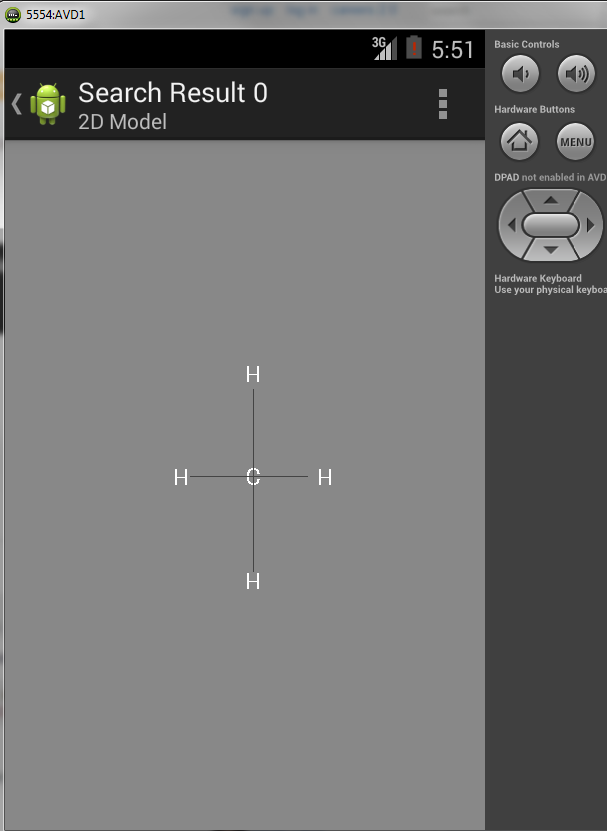 5554:AVD1
3G 5:51
Search Result 0
2D Model
H
H C H
H
Basic Controls
Hardware Buttons
MENU
DPAD not enabled in AVD
Hardware Keyboard
Use your physical keyboa